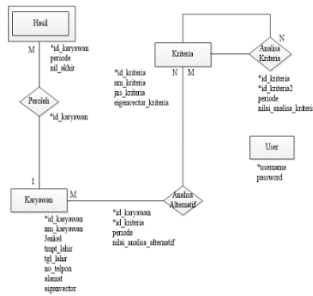 Hasil
M
*id_karyawan
periode
nil_akhir
Peroleh
*id_karyawan
1
Karyawan
M
*id_karyawan
nm_karyawan
Jenkel
tmpt_lahir
tgl_lahir
no_telpon
alamat
eigenvector
Kriteria
N
M
*id_kriteria
nm_kriteria
jns_kriteria
eigenvector_kriteria
N
Analisa
Kriteria
*id_kriteria
*id_kriteria2
periode
nilai_analisa_kriteri
User
*username
password
Analisa
Alternatif
*id_karyawan
*id_kriteria
periode
nilai_analisa_alternatif